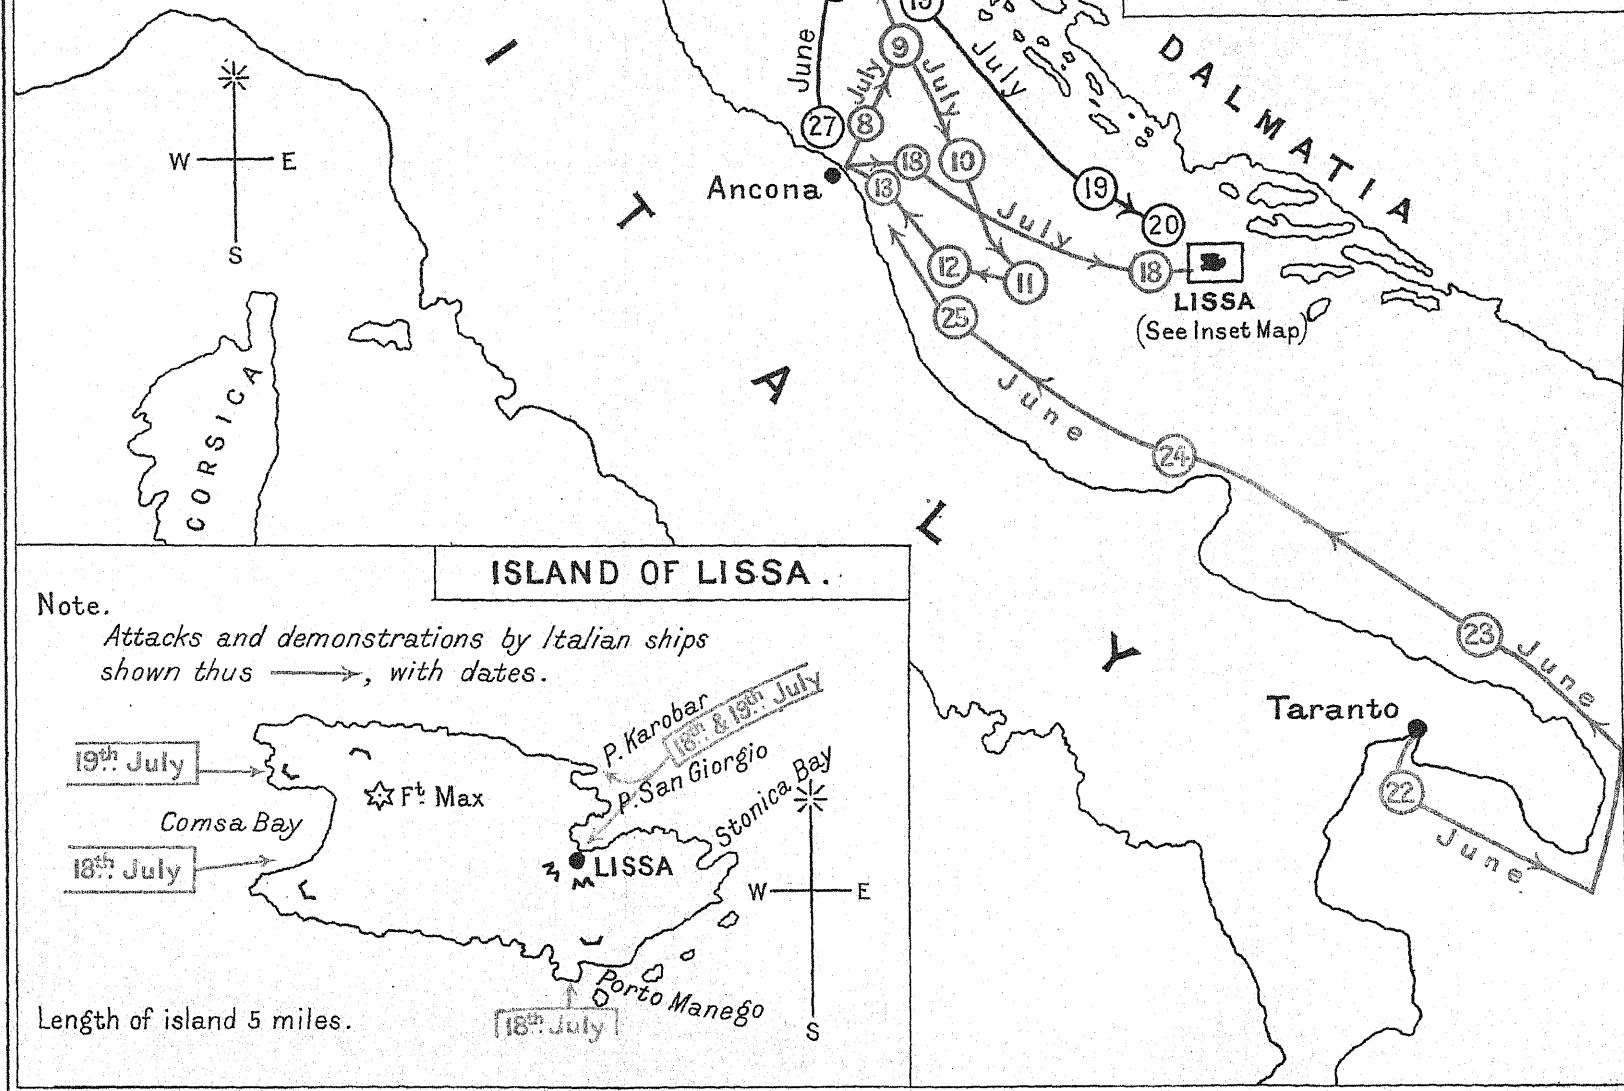 ITALY
DALMATIA
CORSICA
W E
S
June
27
July
8
9
July
10
11
12
13
18
July
18
July
19
20
Ancona
LISSA
(See Inset Map)
25
June
24
23
June
Taranto
22
June
ISLAND OF LISSA.
Note.
Attacks and demonstrations by Italian ships
shown thus ⟶, with dates.
P. Karobar
18th & 19th July
P. San Giorgio
Stonica Bay
19th July
Ft. Max
Comsa Bay
18th July
LISSA
W E
S
Porto Manego
18th July
Length of island 5 miles.